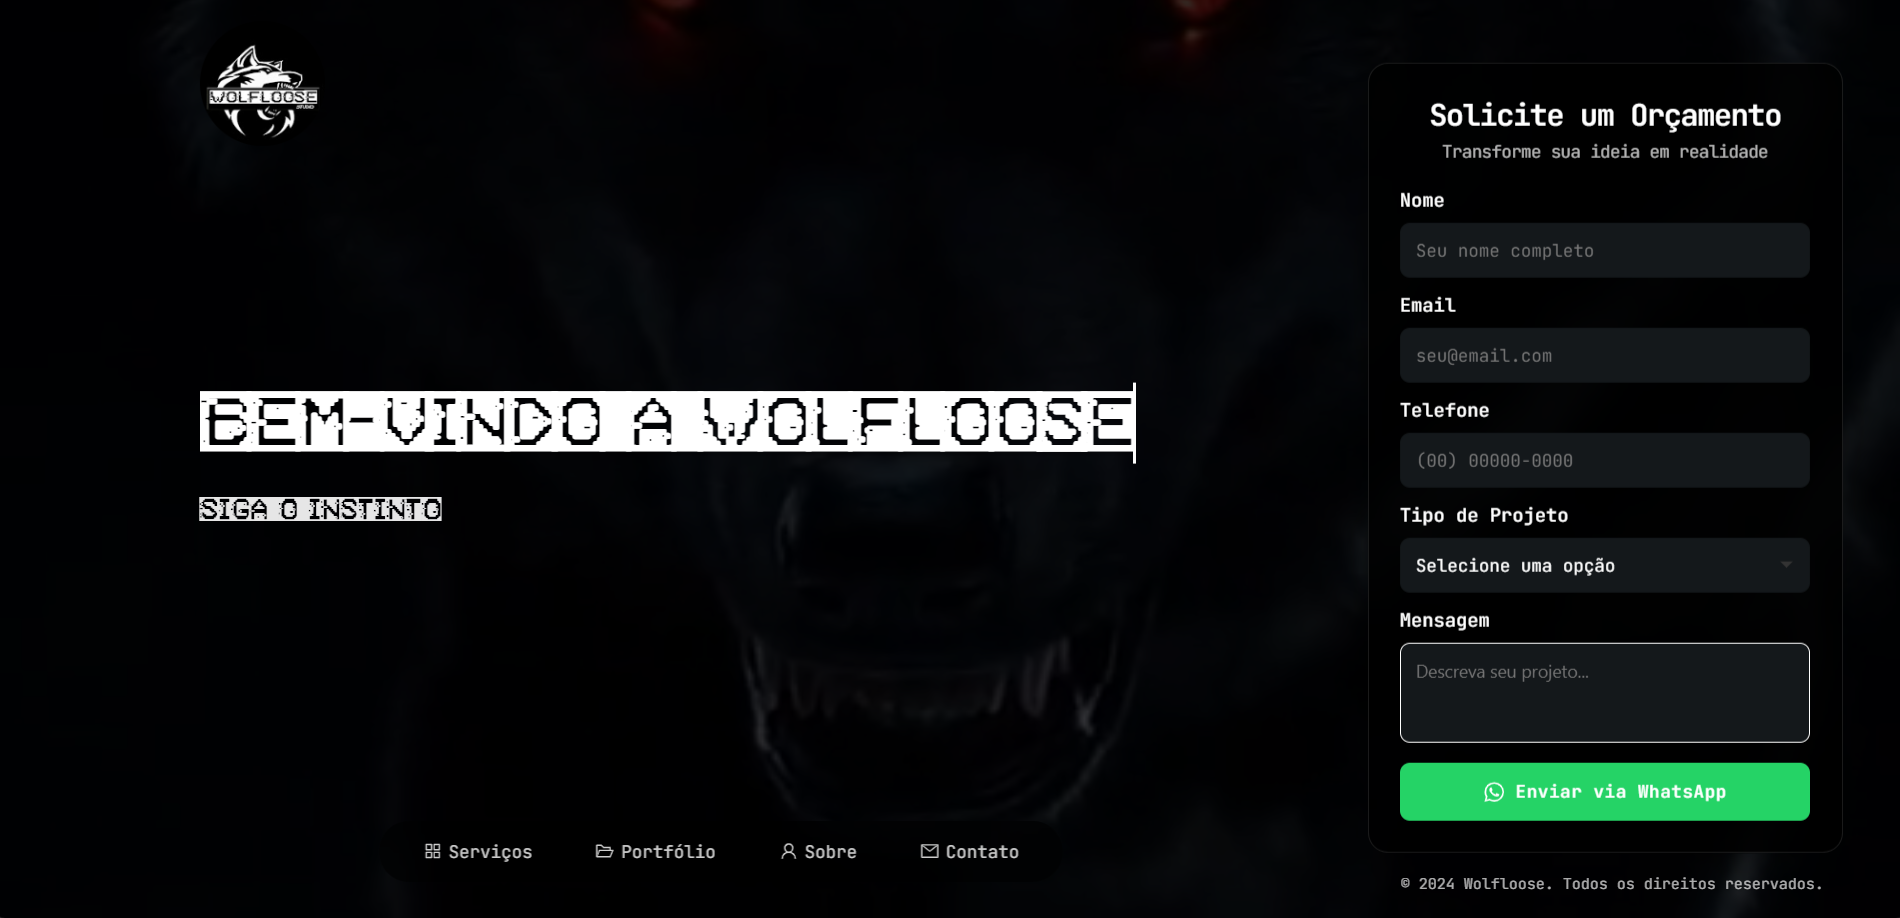 WOLFLOOSE
STUDIO
BEM-VINDO A WOLFLOOSE
SIGA O INSTINTO
Serviços
Portfólio
Sobre
Contato
Solicite um Orçamento
Transforme sua ideia em realidade
Nome
Seu nome completo
Email
seu@email.com
Telefone
(00) 00000-0000
Tipo de Projeto
Selecione uma opção
Mensagem
Descreva seu projeto...
Enviar via WhatsApp
© 2024 Wolfloose. Todos os direitos reservados.